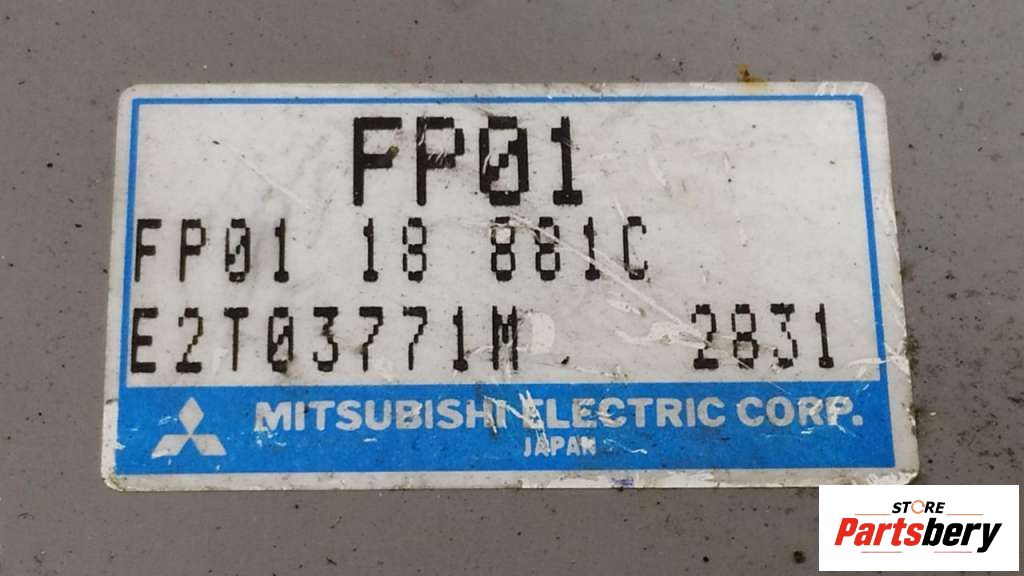 FP01
FP01 18 881C
E2T03771M 2831
MITSUBISHI ELECTRIC CORP.
JAPAN
STORE
Partsbery